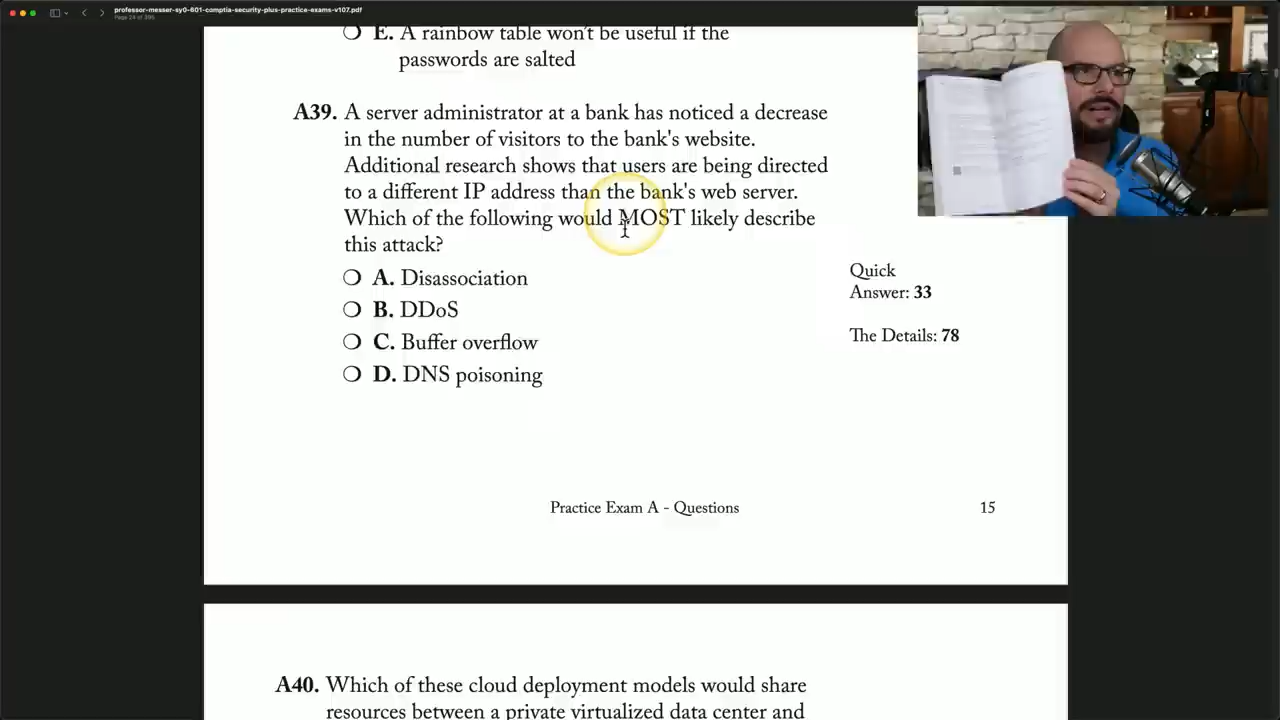 professor-messer-sy0-601-comptia-security-plus-practice-exams-v107.pdf
Page 24 of 395
E. A rainbow table won't be useful if the
passwords are salted
A39. A server administrator at a bank has noticed a decrease
in the number of visitors to the bank's website.
Additional research shows that users are being directed
to a different IP address than the bank's web server.
Which of the following would MOST likely describe
this attack?
A. Disassociation
B. DDoS
C. Buffer overflow
D. DNS poisoning
Quick
Answer: 33
The Details: 78
Practice Exam A - Questions 15
A40. Which of these cloud deployment models would share
resources between a private virtualized data center and